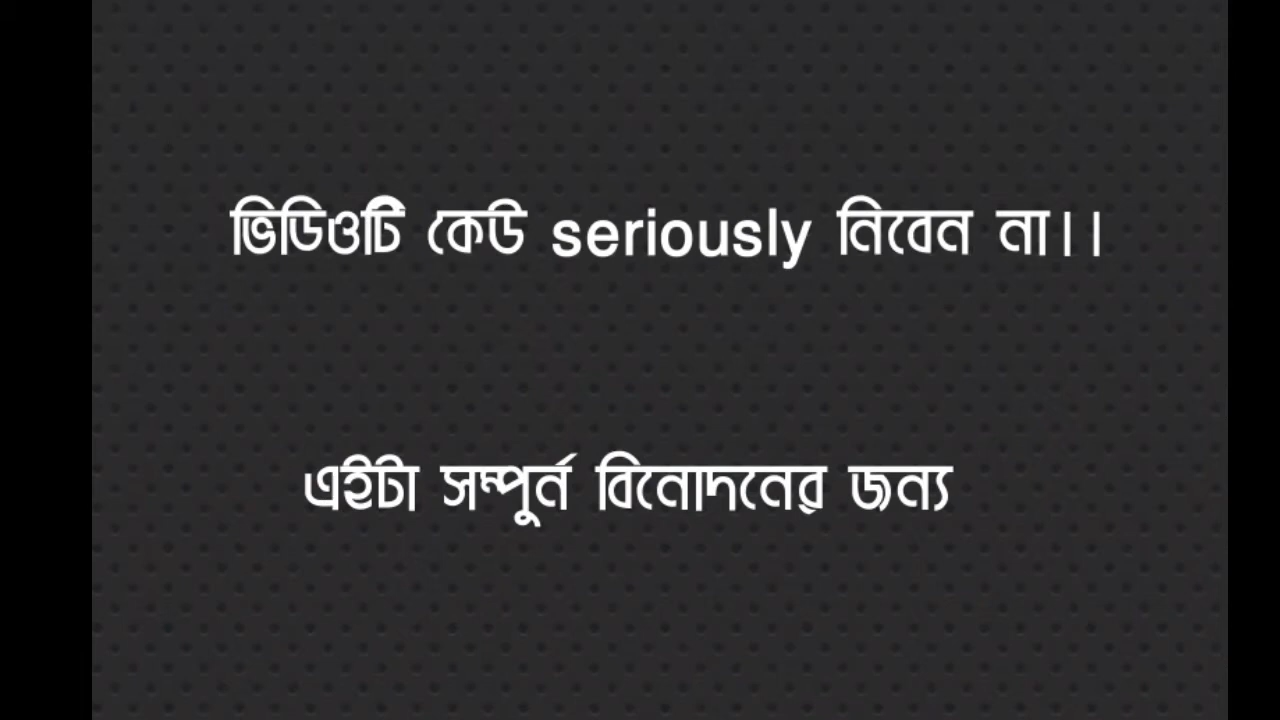 ভিডিওটি কেউ seriously নিবেন না।।
এইটা সম্পুর্ন বিনোদনের জন্য